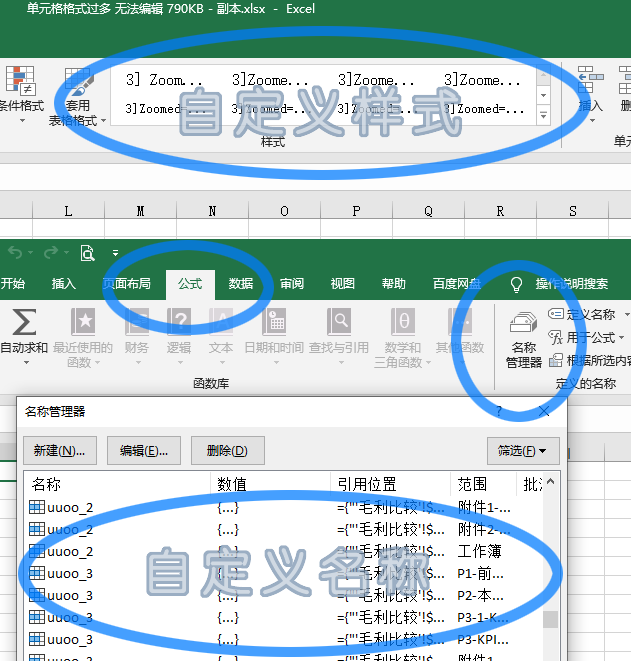 单元格格式过多 无法编辑 790KB - 副本.xlsx - Excel
3] Zoom... 3]Zoome... 3]Zoome... 3]Zoome...
条件格式 套用 插入 删
表格格式
3]Zoomed=... 3]Zoomed=... 3]Zoomed=... 3]Zoomed=...
自定义样式
样式 单元
L M N O P Q R S
开始 插入 页面布局 公式 数据 审阅 视图 帮助 百度网盘 操作说明搜索
自动求和 最近使用的 财务 逻辑 文本 日期和时间 查找与引用 数学和 其他函数 名称 定义名称
函数 三角函数 管理器 用于公式
根据所选内容
函数库 定义的名称
名称管理器 ?
新建(N)... 编辑(E)... 删除(D) 筛选(F)
名称 数值 引用位置 范围 批
uuoo_2 {...} ={"'毛利比较'!$... 附件1-...
uuoo_2 {...} ={"'毛利比较'!$... 附件2-...
uuoo_2 {...} ={"'毛利比较'!$... 工作簿
uuoo_3 {...} ={"'毛利比较'!$... P1-前...
自定义名称
uuoo_3 {...} ={"'毛利比较'!$... P2-本...
uuoo_3 {...} ={"'毛利比较'!$... P3-1-K...
uuoo_3 {...} ={"'毛利比较'!$... P3-KPI...